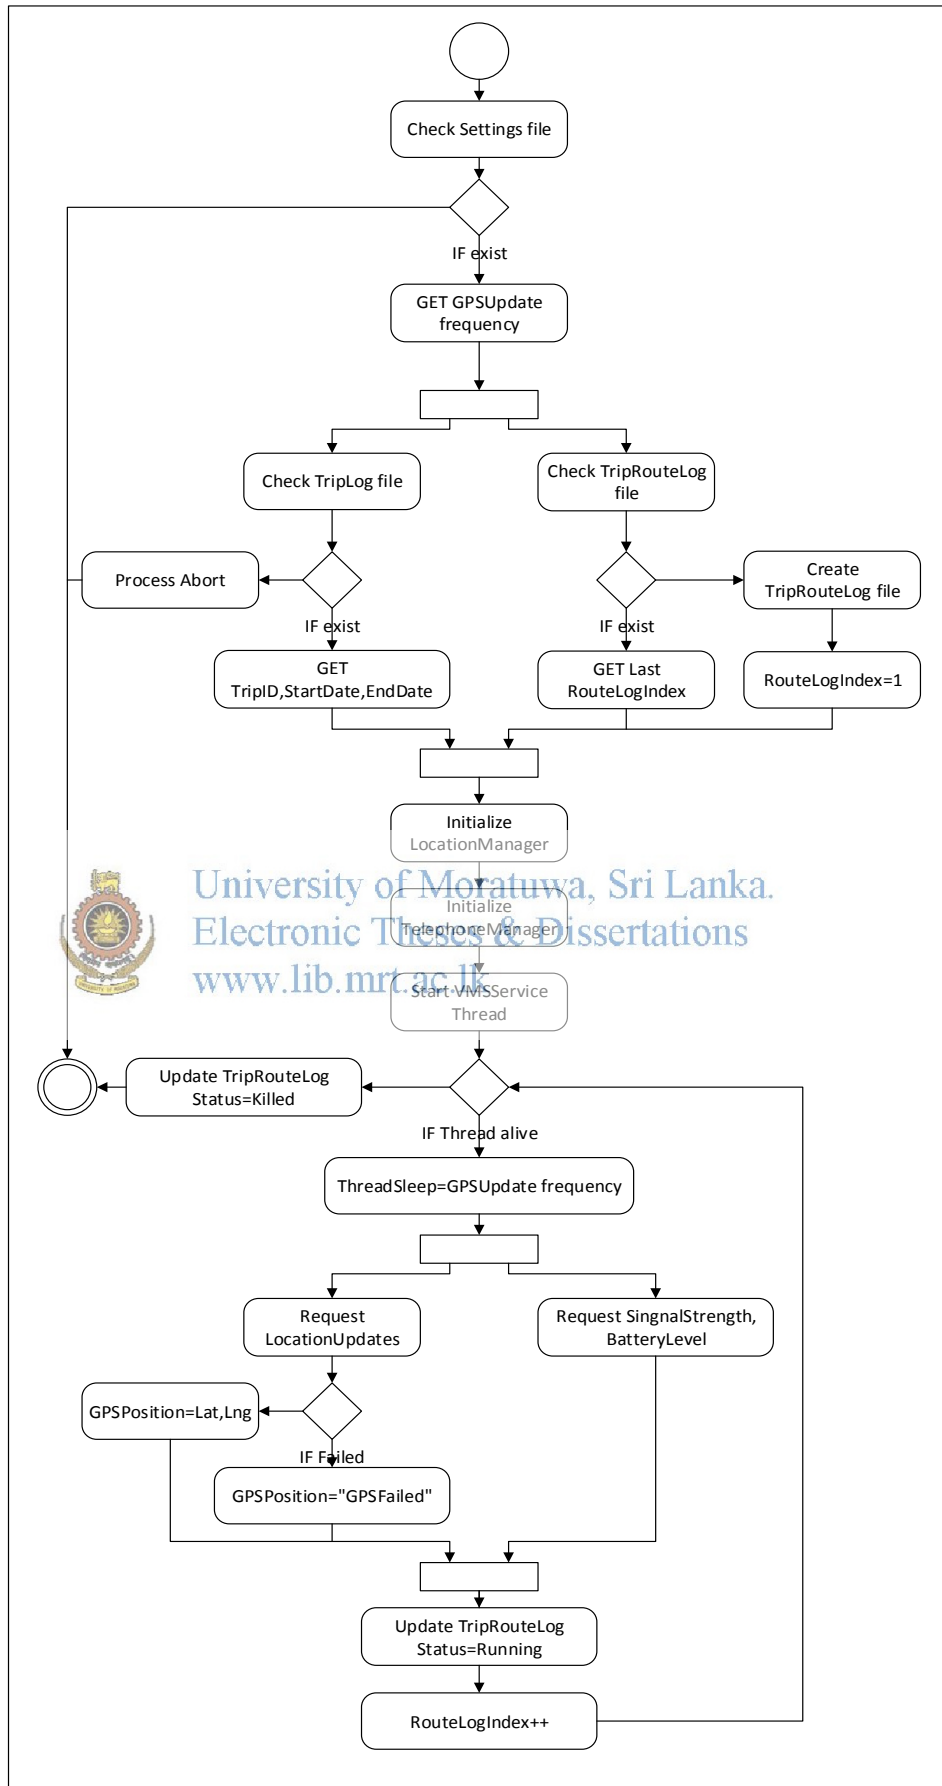 Check Settings file
IF exist
GET GPSUpdate
frequency
Check TripLog file
Check TripRouteLog
file
Process Abort
Create
TripRouteLog file
IF exist
IF exist
GET
TripID,StartDate,EndDate
GET Last
RouteLogIndex
RouteLogIndex=1
Initialize
LocationManager
University of Moratuwa, Sri Lanka.
Initialize
Electronic Theses & Dissertations
TelephoneManager
www.lib.mrt.ac.lk
Start VMSService
Thread
Update TripRouteLog
Status=Killed
IF Thread alive
ThreadSleep=GPSUpdate frequency
Request
LocationUpdates
Request SingnalStrength,
BatteryLevel
GPSPosition=Lat,Lng
IF Failed
GPSPosition="GPSFailed"
Update TripRouteLog
Status=Running
RouteLogIndex++